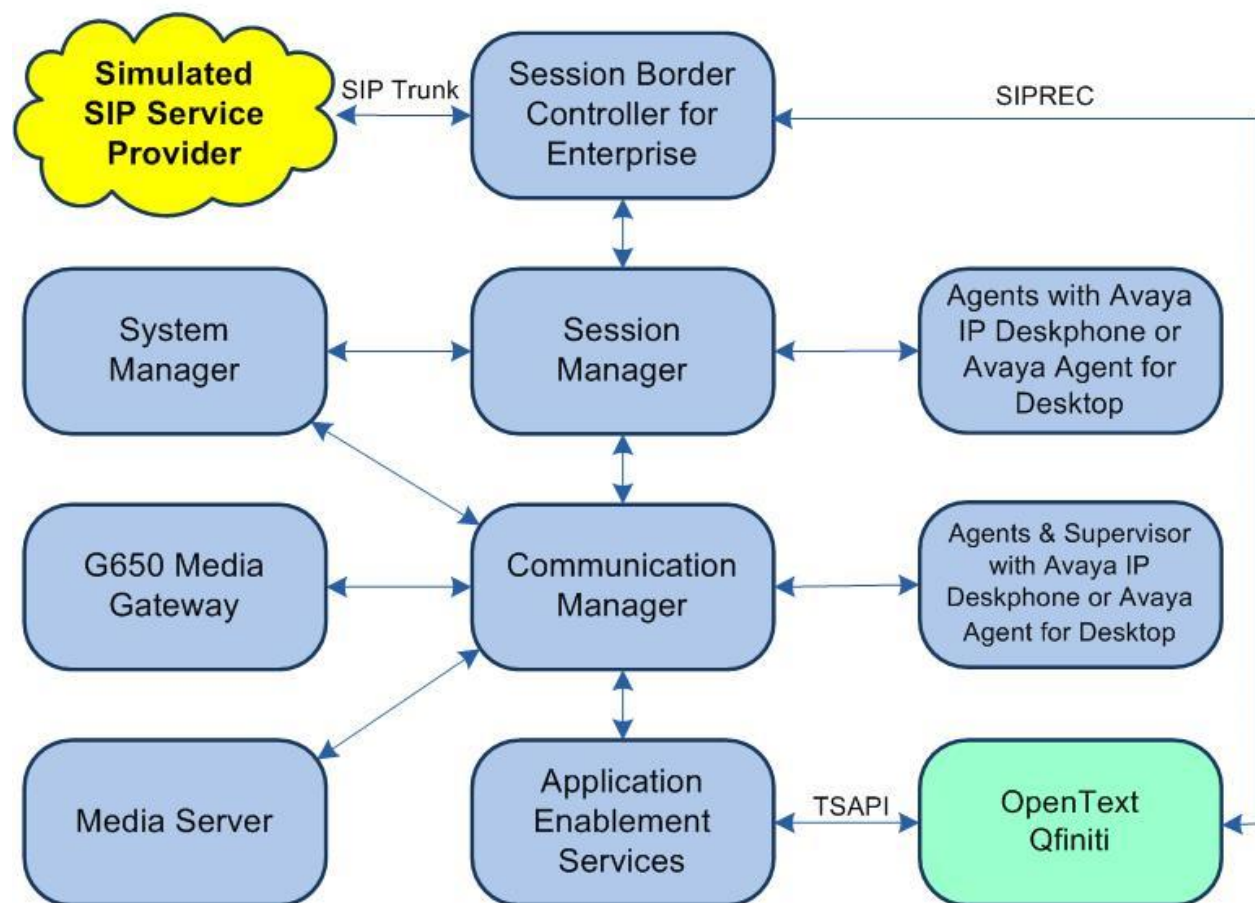 Simulated
SIP Service
Provider
SIP Trunk
Session Border
Controller for
Enterprise
SIPREC
System
Manager
Session
Manager
Agents with Avaya
IP Deskphone or
Avaya Agent for
Desktop
G650 Media
Gateway
Communication
Manager
Agents & Supervisor
with Avaya IP
Deskphone or Avaya
Agent for Desktop
Media Server
Application
Enablement
Services
TSAPI
OpenText
Qfiniti